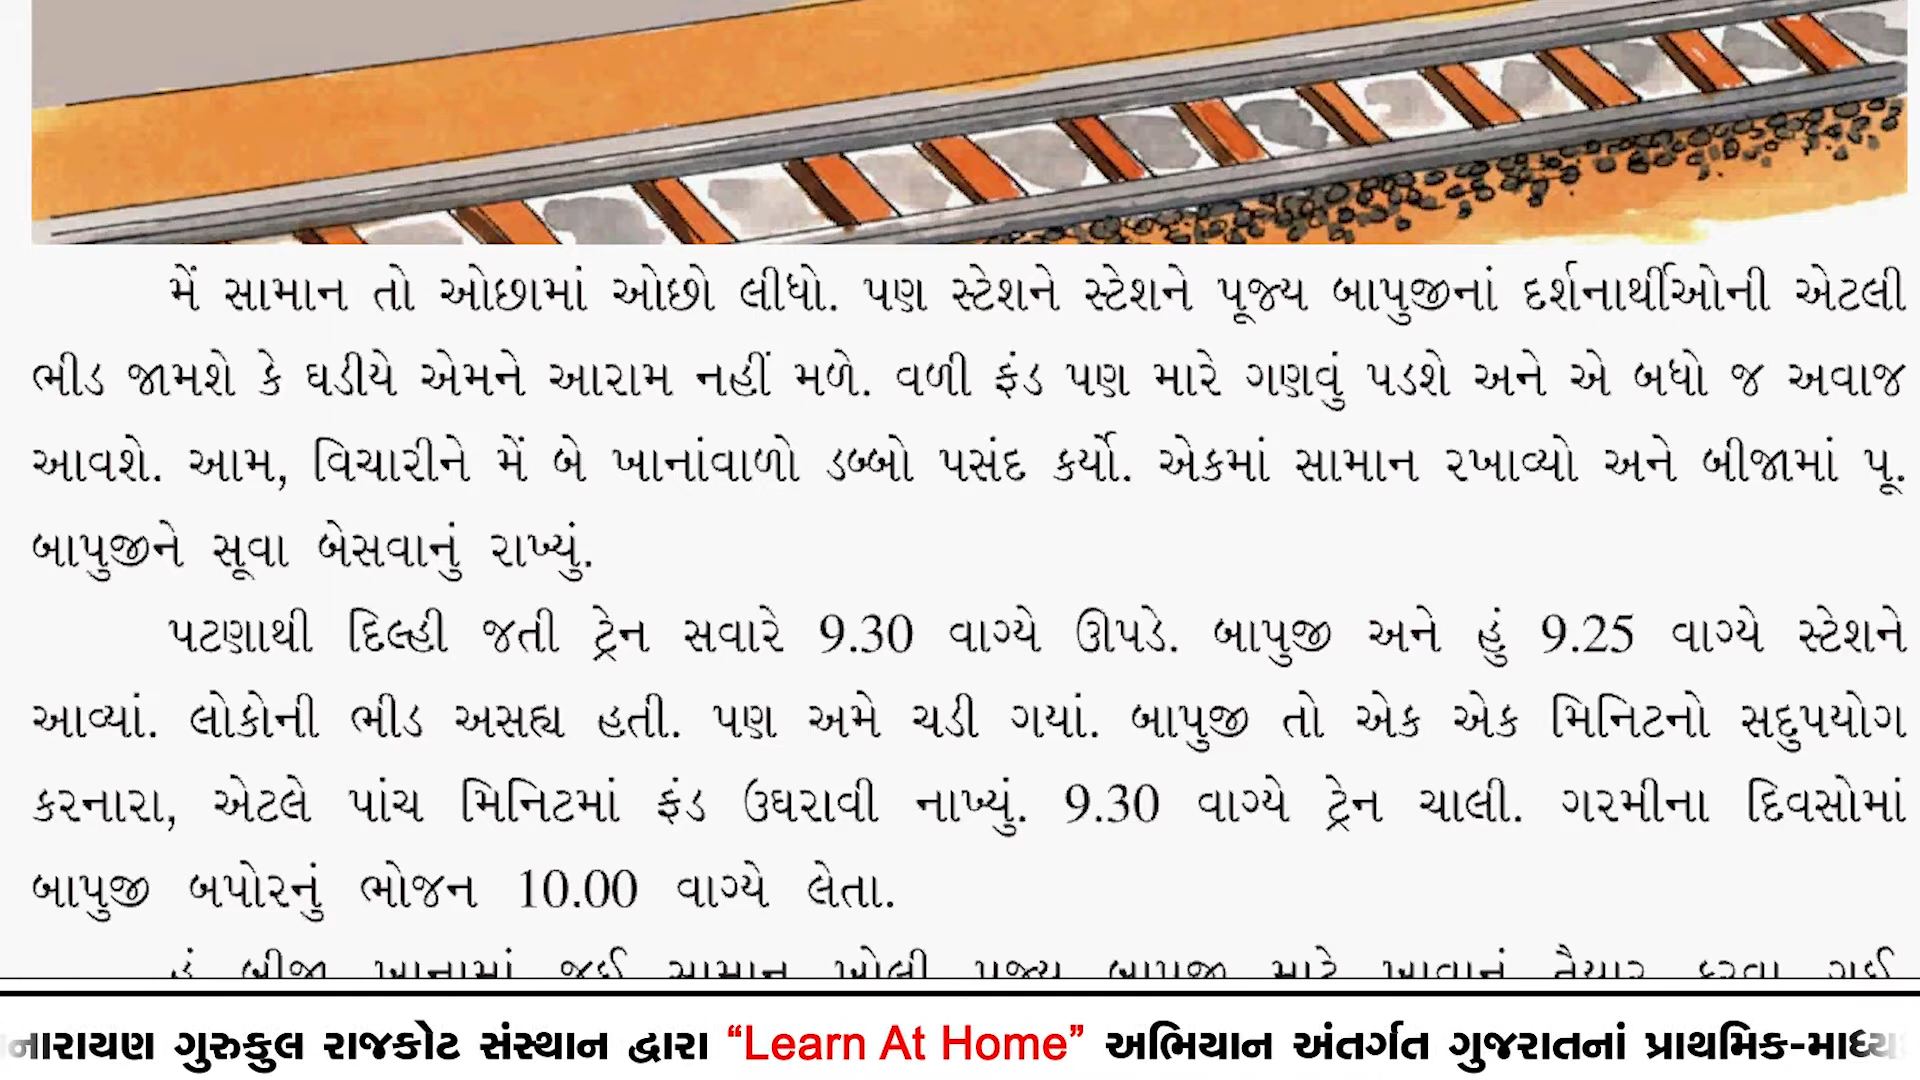 મેં સામાન તો ઓછામાં ઓછો લીધો. પણ સ્ટેશને સ્ટેશને પૂજ્ય બાપુજીનાં દર્શનાર્થીઓની એટલી
ભીડ જામશે કે ઘડીયે એમને આરામ નહીં મળે. વળી ફંડ પણ મારે ગણવું પડશે અને એ બધો જ અવાજ
આવશે. આમ, વિચારીને મેં બે ખાનાંવાળો ડબ્બો પસંદ કર્યો. એકમાં સામાન રખાવ્યો અને બીજામાં પૂ.
બાપુજીને સૂવા બેસવાનું રાખ્યું.
પટણાથી દિલ્હી જતી ટ્રેન સવારે 9.30 વાગ્યે ઊપડે. બાપુજી અને હું 9.25 વાગ્યે સ્ટેશને
આવ્યાં. લોકોની ભીડ અસહ્ય હતી. પણ અમે ચડી ગયાં. બાપુજી તો એક એક મિનિટનો સદુપયોગ
કરનારા, એટલે પાંચ મિનિટમાં ફંડ ઉઘરાવી નાખ્યું. 9.30 વાગ્યે ટ્રેન ચાલી. ગરમીના દિવસોમાં
બાપુજી બપોરનું ભોજન 10.00 વાગ્યે લેતા.
હું બીજા ખાનામાં જઈ સામાન ખોલી પૂજ્ય બાપુજી માટે ખાવાનું તૈયાર કરવા ગઈ
ગુરુકુલ રાજકોટ સંસ્થાન દ્વારા “Learn At Home” અભિયાન અંતર્ગત ગુજરાતનાં